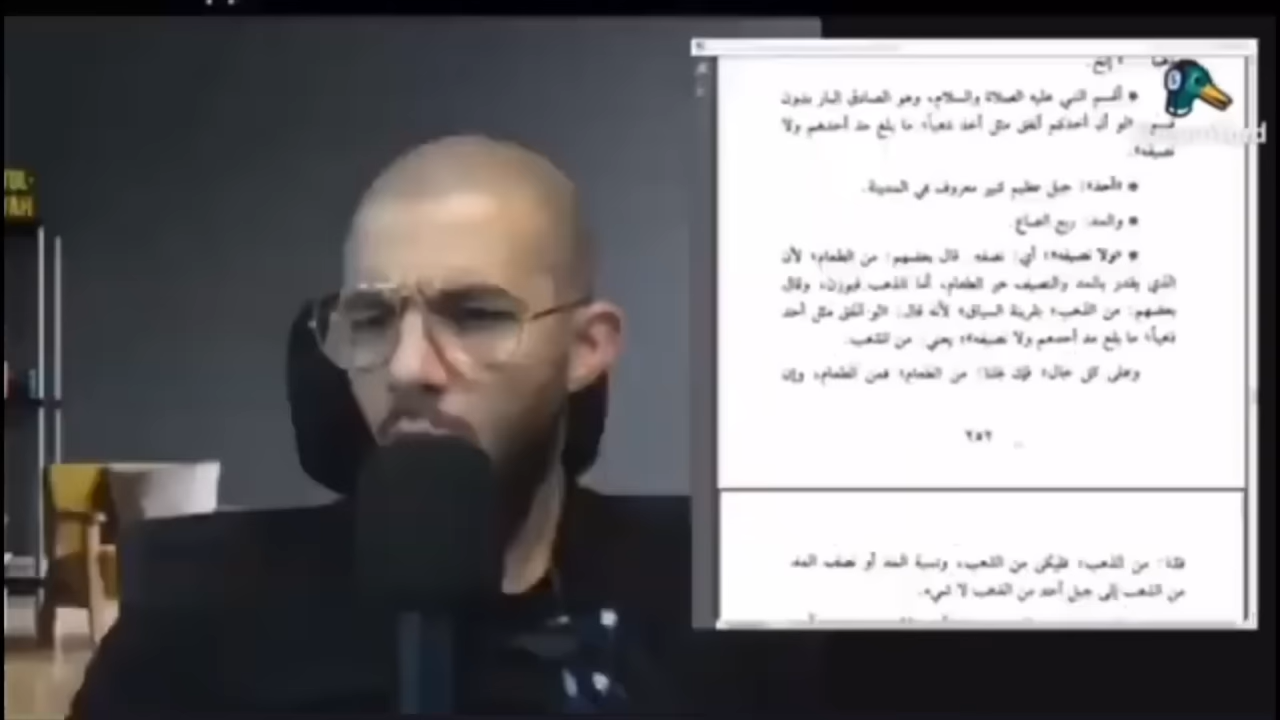 * أقسم النبي عليه الصلاة والسلام، وهو الصادق البار بدون
قسم: «لو أن أحدكم أنفق مثل أحد ذهباً؛ ما بلغ مد أحدهم ولا
نصيفه».
* «أحد»: جبل عظيم كبير معروف في المدينة.
* والمد: ربع الصاع.
* «ولا نصيفه»؛ أي: نصفه. قال بعضهم: من الطعام؛ لأن
الذي يقدر بالمد والنصيف هو الطعام، أما الذهب فيوزن، وقال
بعضهم: من الذهب؛ بقرينة السياق؛ لأنه قال: «لو أنفق مثل أحد
ذهباً؛ ما بلغ مد أحدهم ولا نصيفه»؛ يعني: من الذهب.
وعلى كل حال؛ فإن قلنا: من الطعام؛ فمن الطعام، وإن
٢٥٢
قلنا: من الذهب؛ فليكن من الذهب، ونسبة المد أو نصف المد
من الذهب إلى جبل أحد من الذهب لا شيء.